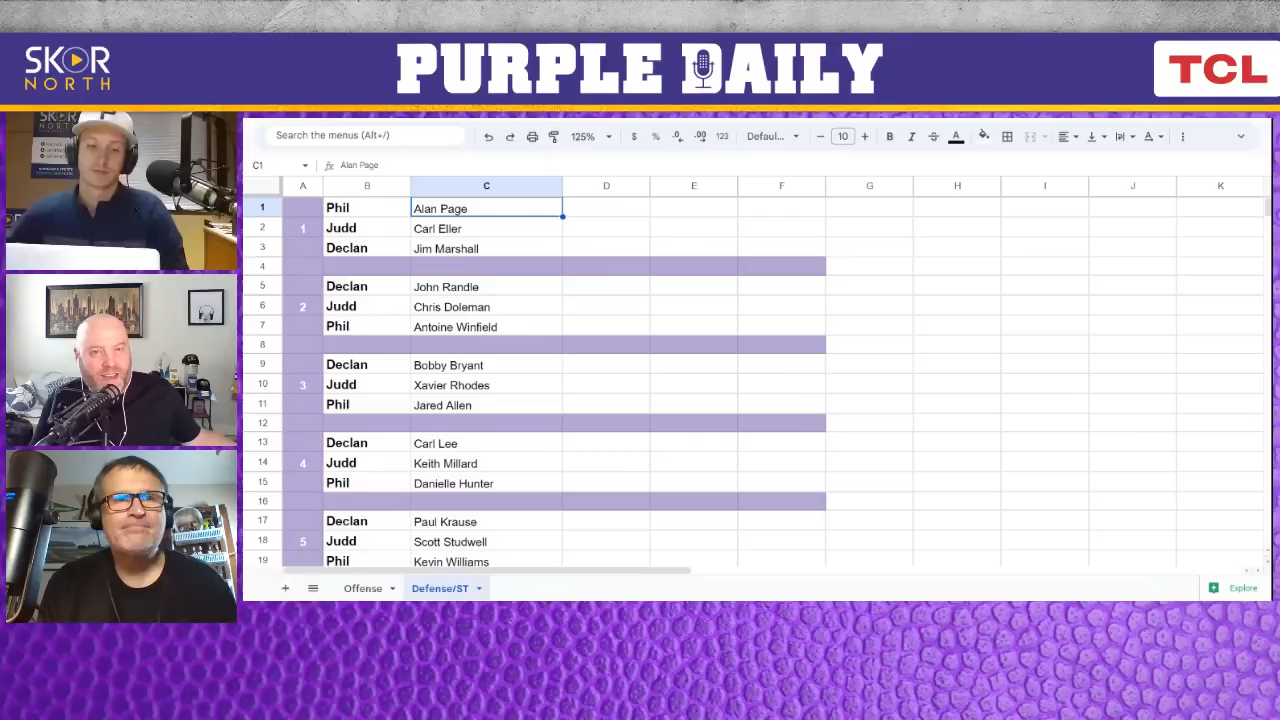 SKOR
NORTH
PURPLE DAILY
TCL
Search the menus (Alt+/)
125%
$ % .0 .00 123
Defaul...
10
B I S A
C1
fx Alan Page
A B C D E F G H I J K
1 Phil Alan Page
2 1 Judd Carl Eller
3 Declan Jim Marshall
4
5 Declan John Randle
6 2 Judd Chris Doleman
7 Phil Antoine Winfield
8
9 Declan Bobby Bryant
10 3 Judd Xavier Rhodes
11 Phil Jared Allen
12
13 Declan Carl Lee
14 4 Judd Keith Millard
15 Phil Danielle Hunter
16
17 Declan Paul Krause
18 5 Judd Scott Studwell
19 Phil Kevin Williams
Offense Defense/ST
Explore